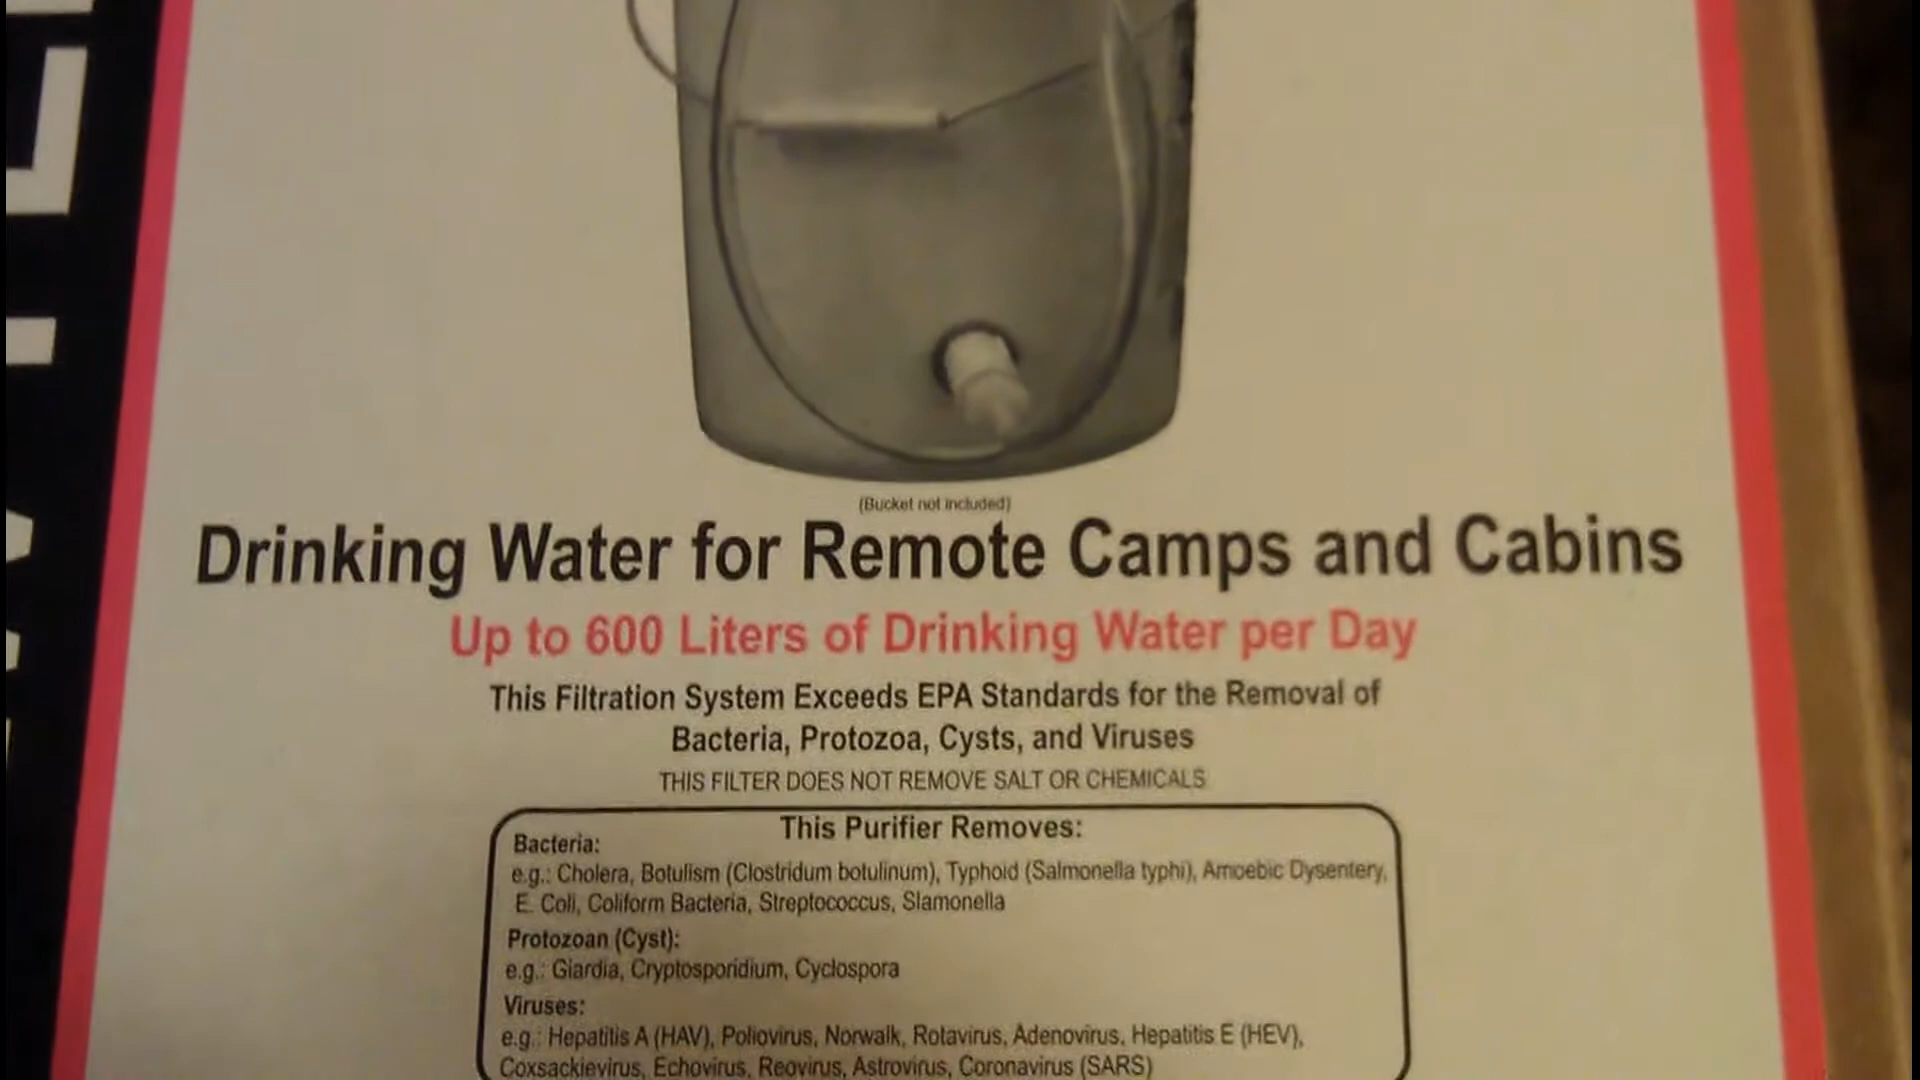 (Bucket not included)
Drinking Water for Remote Camps and Cabins
Up to 600 Liters of Drinking Water per Day
This Filtration System Exceeds EPA Standards for the Removal of
Bacteria, Protozoa, Cysts, and Viruses
THIS FILTER DOES NOT REMOVE SALT OR CHEMICALS
This Purifier Removes:
Bacteria:
e.g.: Cholera, Botulism (Clostridum botulinum), Typhoid (Salmonella typhi), Amoebic Dysentery,
E. Coli, Coliform Bacteria, Streptococcus, Slamonella
Protozoan (Cyst):
e.g.: Giardia, Cryptosporidium, Cyclospora
Viruses:
e.g.: Hepatitis A (HAV), Poliovirus, Norwalk, Rotavirus, Adenovirus, Hepatitis E (HEV),
Coxsackievirus, Echovirus, Reovirus, Astrovirus, Coronavirus (SARS)